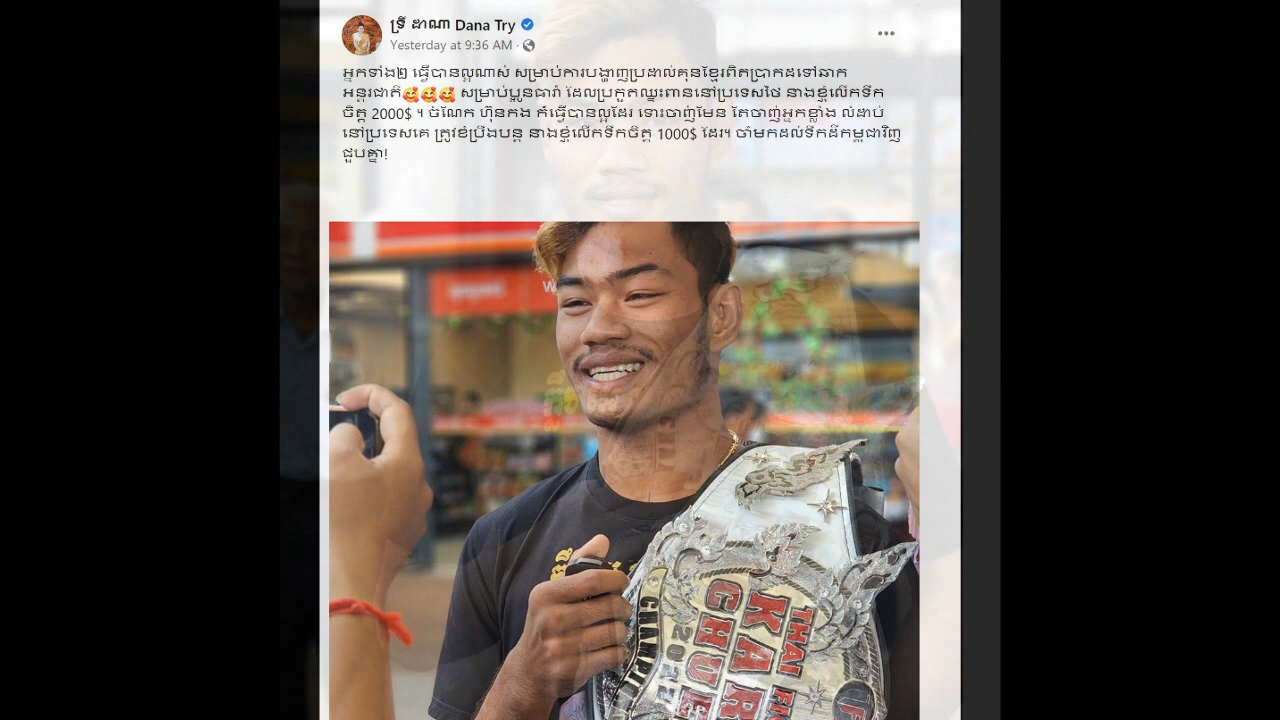 ទ្រី ដាណា Dana Try
Yesterday at 9:36 AM ·
អ្នកទាំង២ ធ្វើបានល្អណាស់ សម្រាប់ការបង្ហាញប្រដាល់គុនខ្មែរពិតប្រាកដទៅឆាក
អន្តរជាតិ🥰🥰🥰 សម្រាប់ប្អូនធារ៉ា ដែលប្រកួតឈ្នះពាននៅប្រទេសថៃ នាងខ្ញុំលើកទឹក
ចិត្ត 2000$ ។ ចំណែក ហ៊ុនកង ក៏ធ្វើបានល្អដែរ ទោះចាញ់មែន តែចាញ់អ្នកខ្លាំង លំដាប់
នៅប្រទេសគេ ត្រូវខំប្រឹងបន្ត នាងខ្ញុំលើកទឹកចិត្ត 1000$ ដែរ។ ចាំមកដល់ទឹកដីកម្ពុជាវិញ
ជួបគ្នា!
THAI
KAR
CHUE
2022
CHAMPI